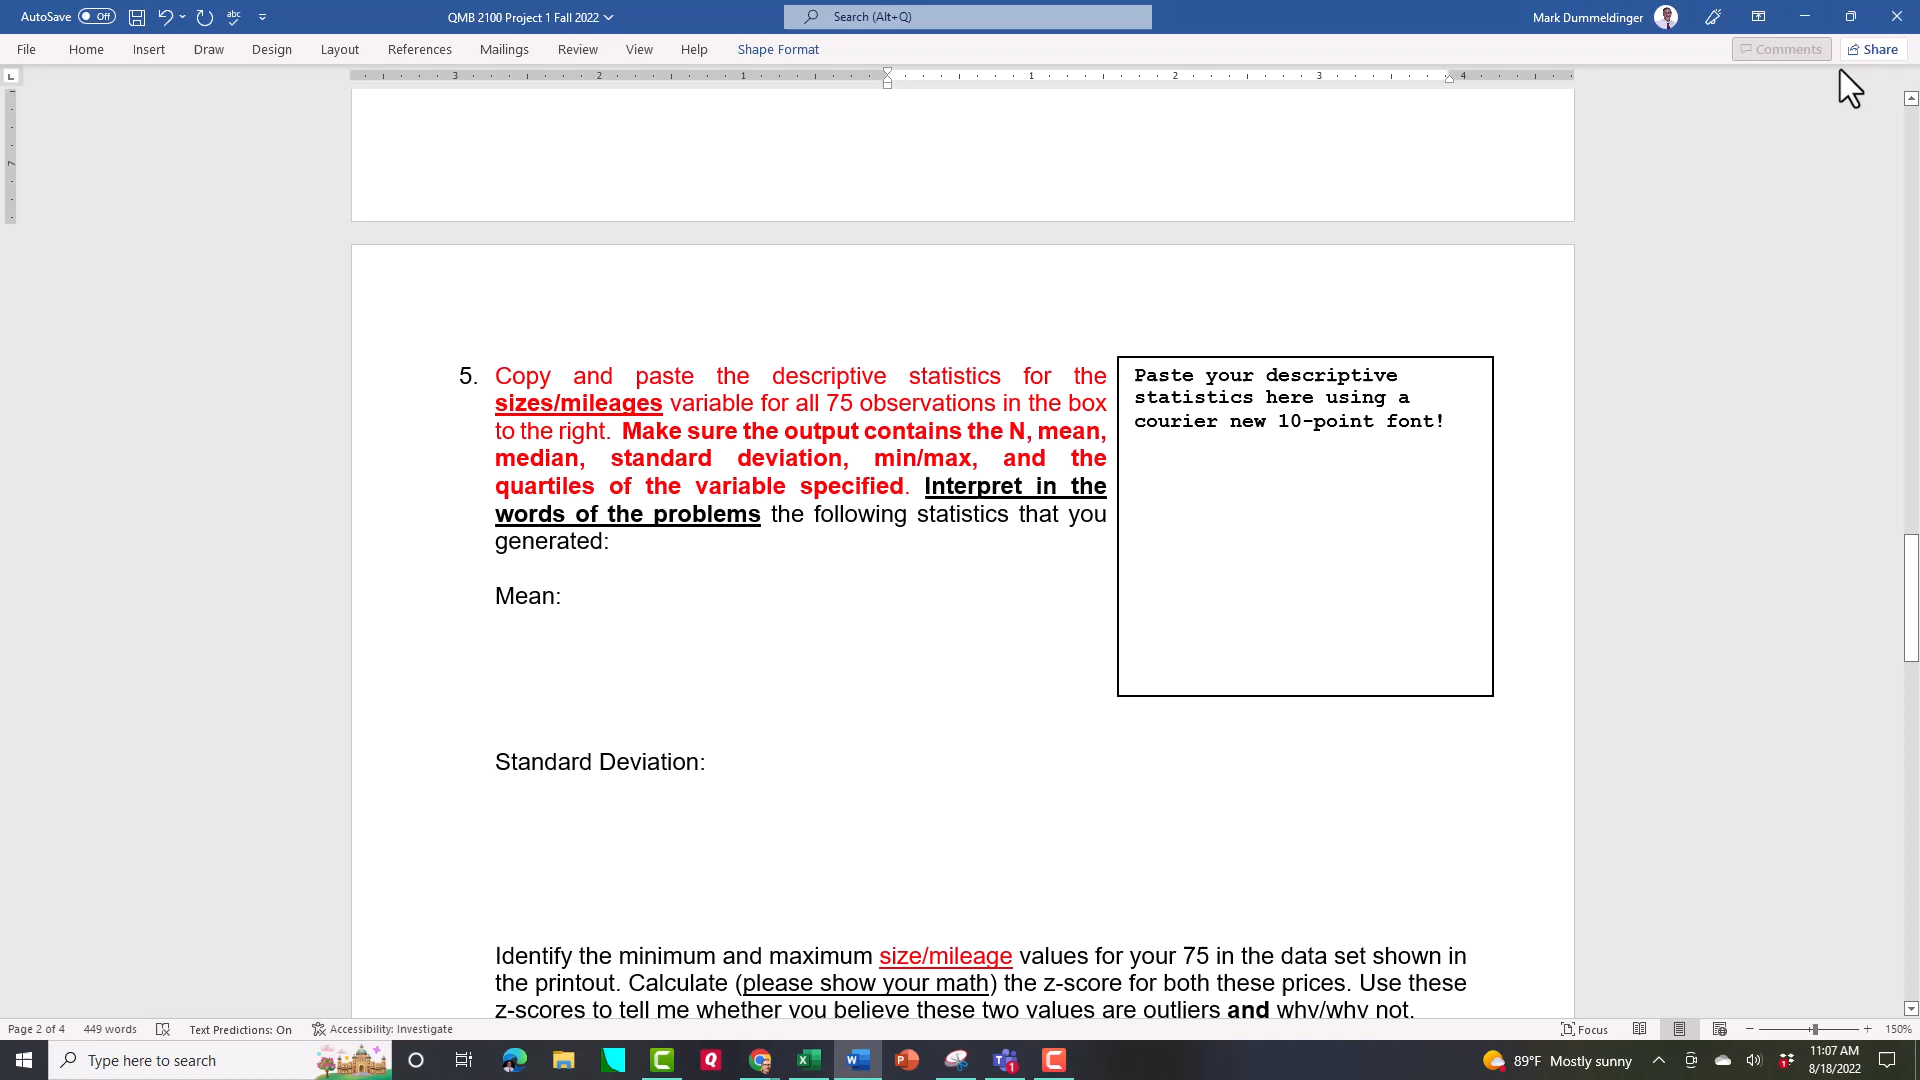 AutoSave Off
QMB 2100 Project 1 Fall 2022
Search (Alt+Q)
Mark Dummeldinger
File Home Insert Draw Design Layout References Mailings Review View Help Shape Format
Comments Share
3 2 1 1 2 3 4
5. Copy and paste the descriptive statistics for the
sizes/mileages variable for all 75 observations in the box
to the right. Make sure the output contains the N, mean,
median, standard deviation, min/max, and the
quartiles of the variable specified. Interpret in the
words of the problems the following statistics that you
generated:
Paste your descriptive
statistics here using a
courier new 10-point font!
Mean:
Standard Deviation:
Identify the minimum and maximum size/mileage values for your 75 in the data set shown in
the printout. Calculate (please show your math) the z-score for both these prices. Use these
z-scores to tell me whether you believe these two values are outliers and why/why not.
Page 2 of 4 449 words Text Predictions: On Accessibility: Investigate
Focus 150%
Type here to search
89°F Mostly sunny
11:07 AM
8/18/2022